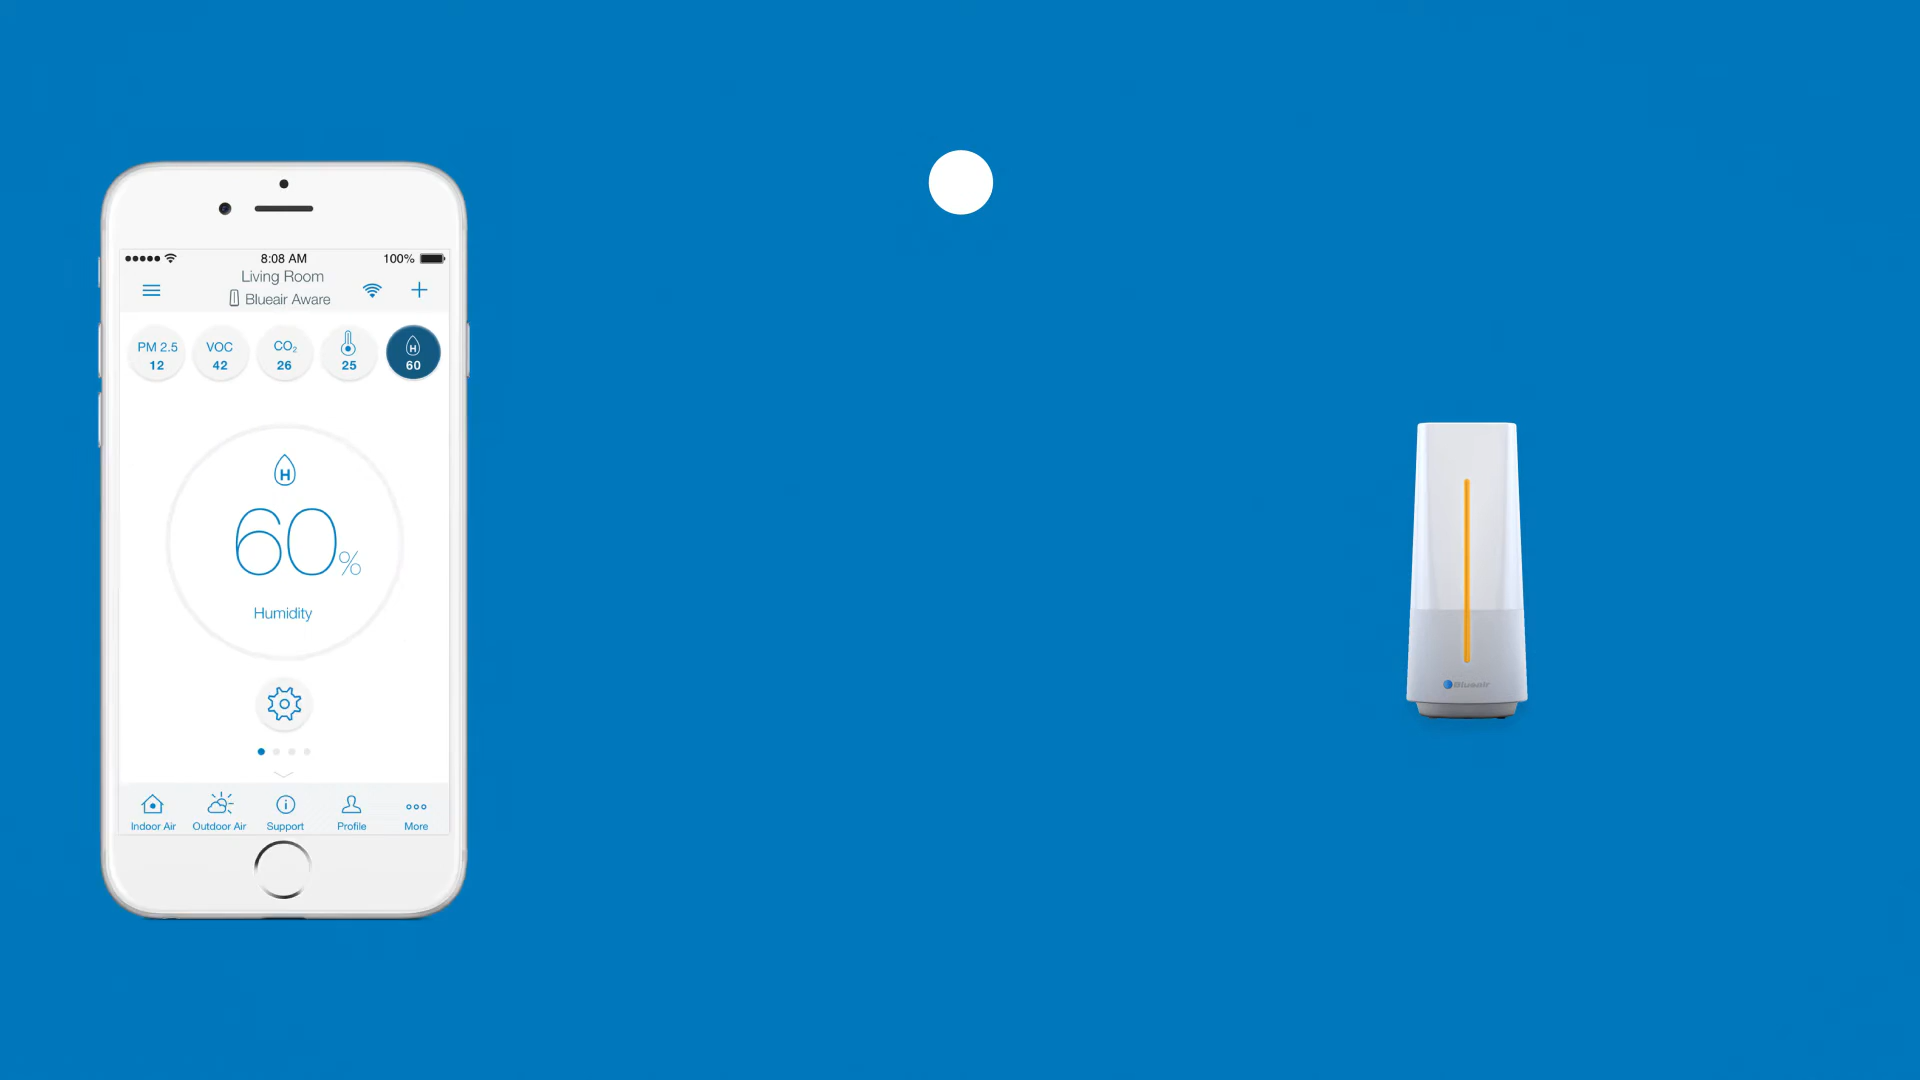 8:08 AM
100%
Living Room
Blueair Aware
PM 2.5
12
VOC
42
CO₂
26
25
H
60
H
60%
Humidity
Indoor Air
Outdoor Air
Support
Profile
More
Blueair